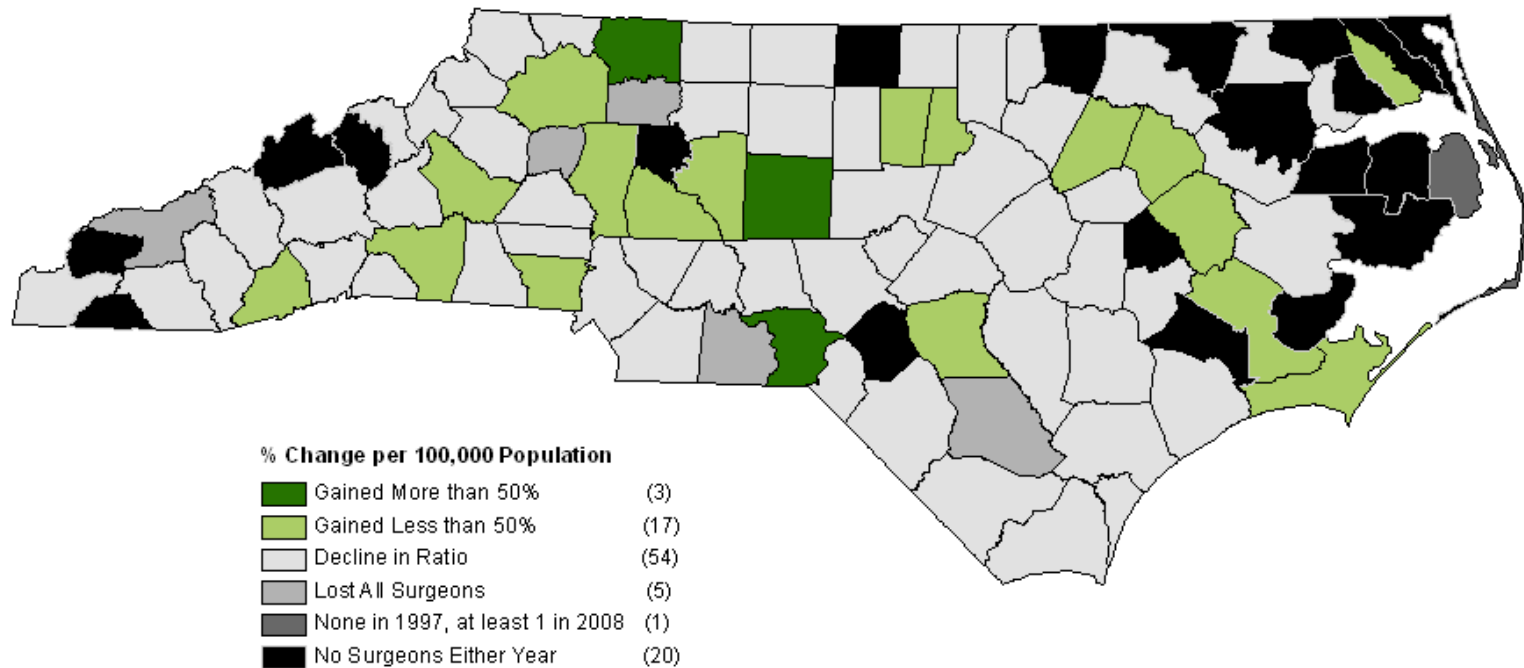 % Change per 100,000 Population
Gained More than 50% (3)
Gained Less than 50% (17)
Decline in Ratio (54)
Lost All Surgeons (5)
None in 1997, at least 1 in 2008 (1)
No Surgeons Either Year (20)